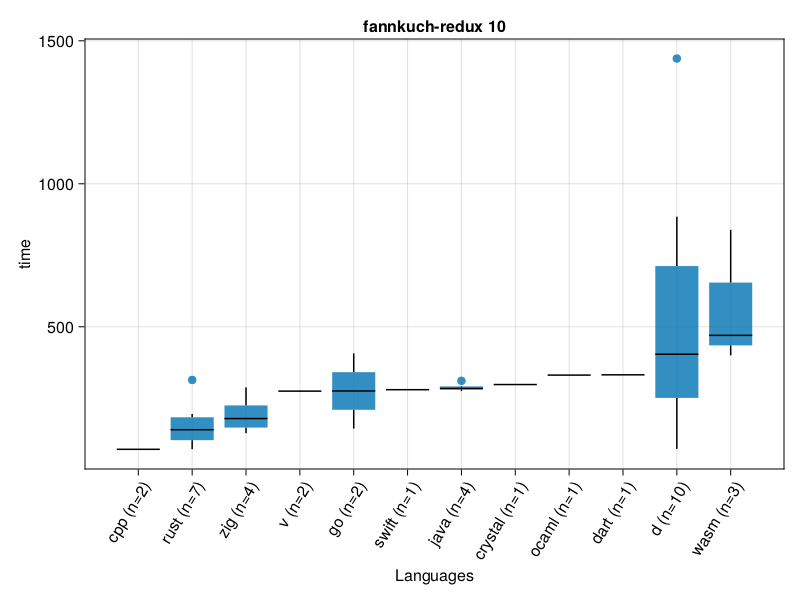 fannkuch-redux 10
1500
1000
500
time
cpp (n=2)
rust (n=7)
zig (n=4)
v (n=2)
go (n=2)
swift (n=1)
java (n=4)
crystal (n=1)
ocaml (n=1)
dart (n=1)
d (n=10)
wasm (n=3)
Languages